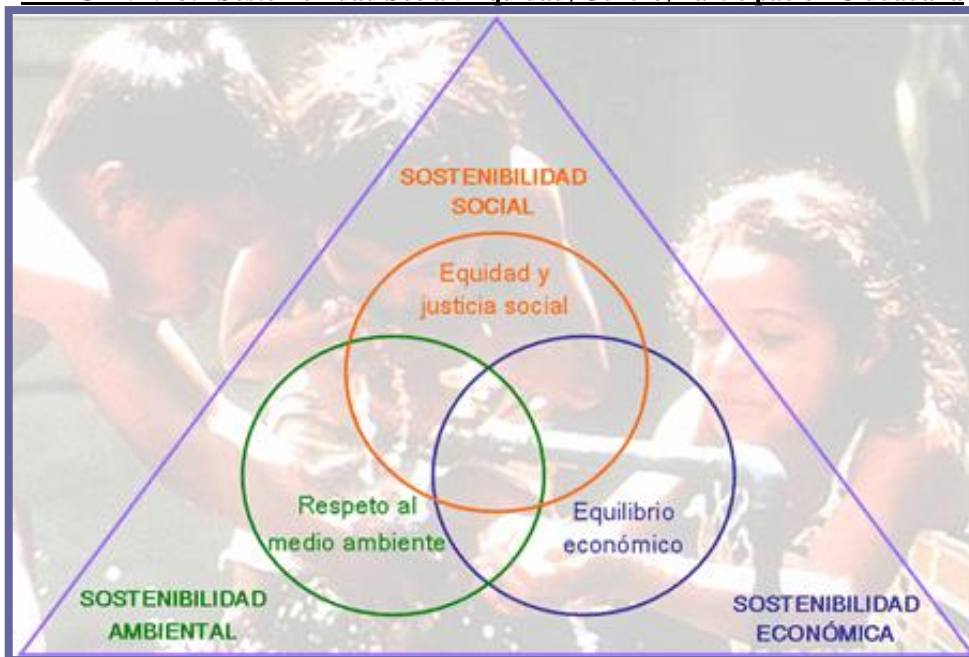 SOSTENIBILIDAD
SOCIAL
Equidad y
justicia social
Respeto al
medio ambiente
Equilibrio
económico
SOSTENIBILIDAD
AMBIENTAL
SOSTENIBILIDAD
ECONÓMICA